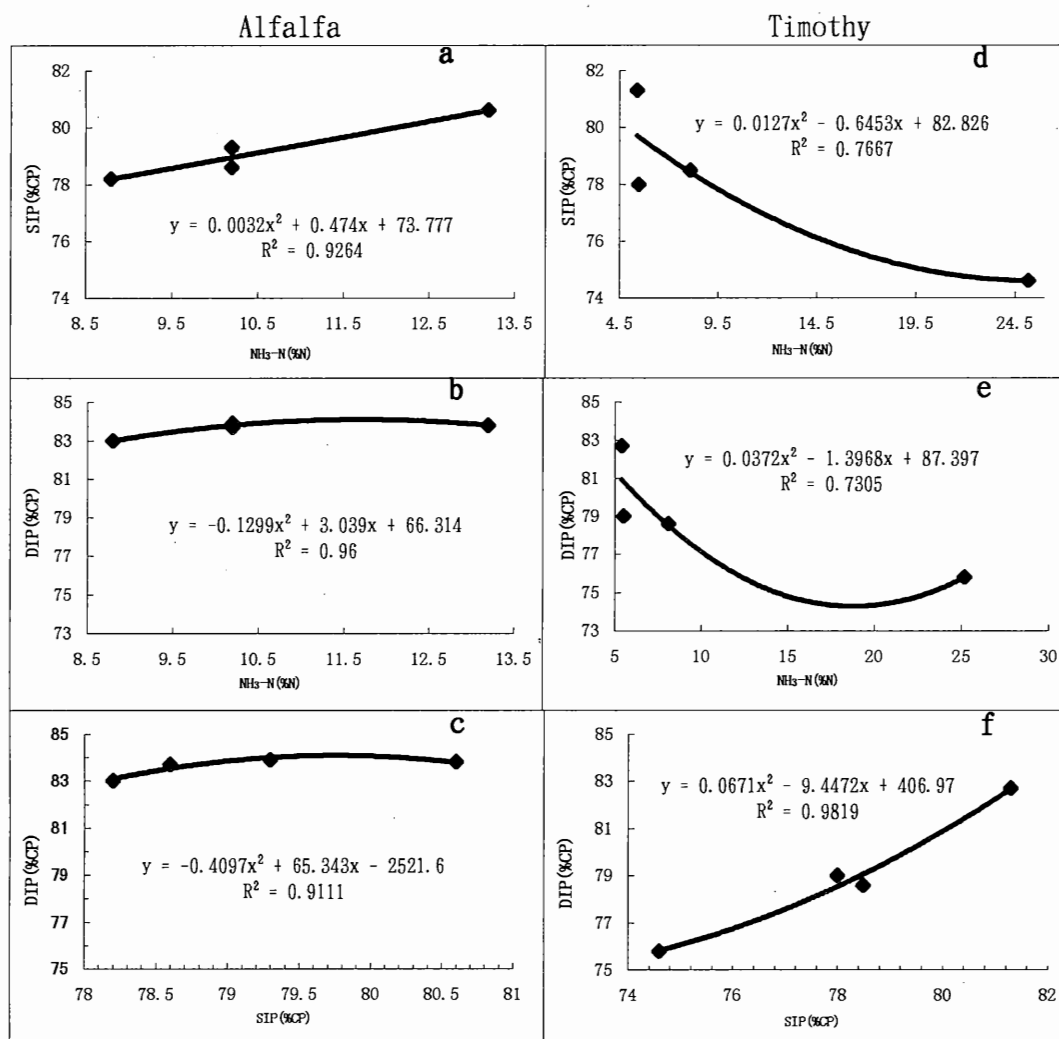 Alfalfa
Timothy
a
82
80
78
76
74
SIP(%CP)
y = 0.0032x² + 0.474x + 73.777
R² = 0.9264
8.5 9.5 10.5 11.5 12.5 13.5
NH₃-N(%N)
d
82
80
78
76
74
SIP(%CP)
y = 0.0127x² - 0.6453x + 82.826
R² = 0.7667
4.5 9.5 14.5 19.5 24.5
NH₃-N(%N)
b
85
83
81
79
77
75
73
DIP(%CP)
y = -0.1299x² + 3.039x + 66.314
R² = 0.96
8.5 9.5 10.5 11.5 12.5 13.5
NH₃-N(%N)
e
85
83
81
79
77
75
73
DIP(%CP)
y = 0.0372x² - 1.3968x + 87.397
R² = 0.7305
5 10 15 20 25 30
NH₃-N(%N)
c
85
83
81
79
77
75
DIP(%CP)
y = -0.4097x² + 65.343x - 2521.6
R² = 0.9111
78 78.5 79 79.5 80 80.5 81
SIP(%CP)
f
85
83
81
79
77
75
DIP(%CP)
y = 0.0671x² - 9.4472x + 406.97
R² = 0.9819
74 76 78 80 82
SIP(%CP)